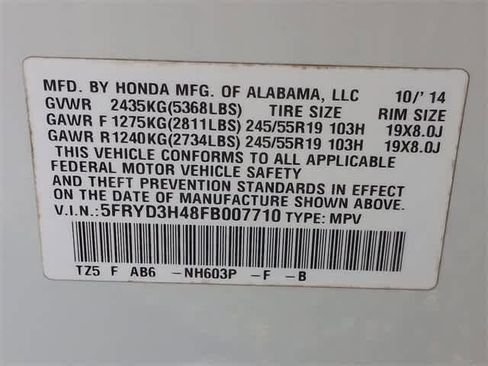 MFD. BY HONDA MFG. OF ALABAMA, LLC 10/' 14
GVWR 2435KG(5368LBS) TIRE SIZE RIM SIZE
GAWR F 1275KG(2811LBS) 245/55R19 103H 19X8.0J
GAWR R1240KG(2734LBS) 245/55R19 103H 19X8.0J
THIS VEHICLE CONFORMS TO ALL APPLICABLE
FEDERAL MOTOR VEHICLE SAFETY
AND THEFT PREVENTION STANDARDS IN EFFECT
ON THE DATE OF MANUFACTURE SHOWN ABOVE.
V.I.N.:5FRYD3H48FB007710 TYPE: MPV
TZ5 F AB6 -NH603P -F -B